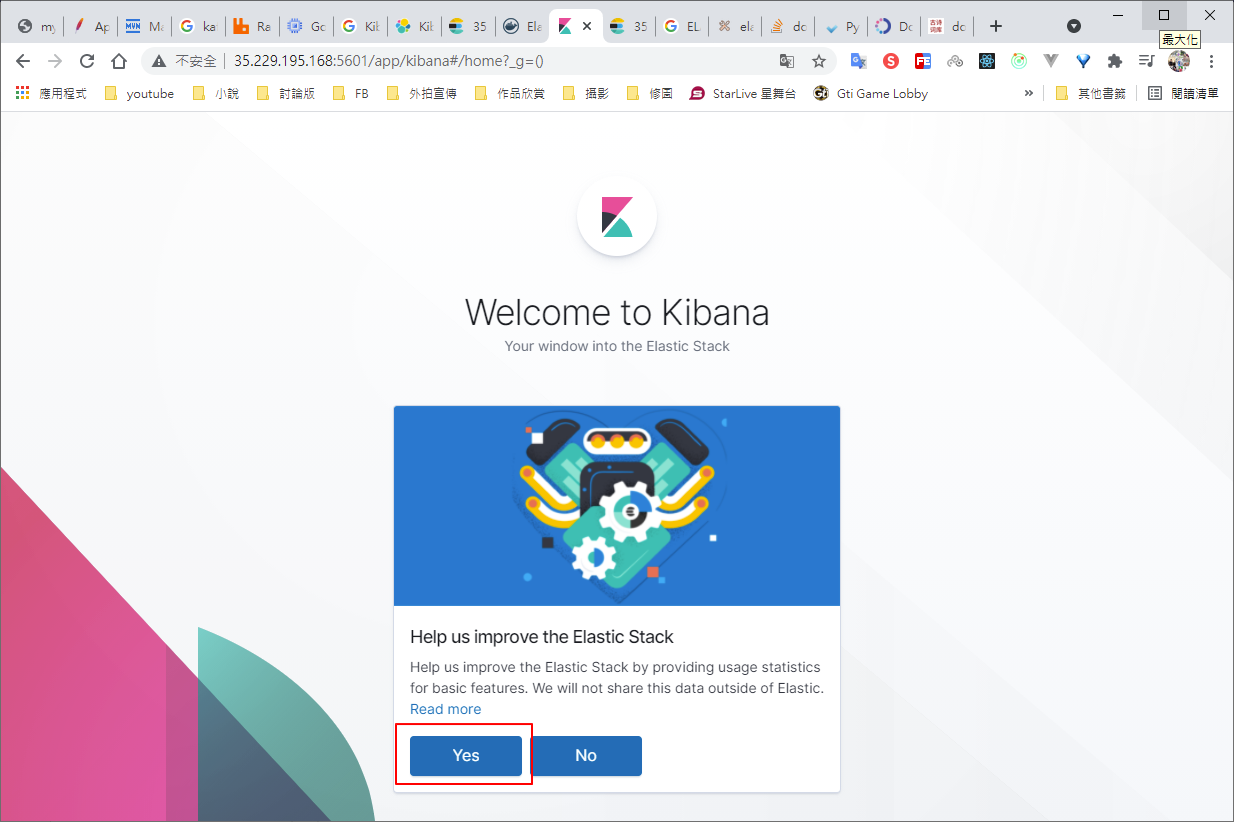 my
Ap
Ma
ka
Ra
Go
Kib
Kib
35
Ela
35
EL
ela
dc
Py
Do
dc
最大化
不安全
35.229.195.168:5601/app/kibana#/home?_g=()
應用程式
youtube
小說
討論版
FB
外拍宣傳
作品欣賞
攝影
修圖
StarLive 星舞台
Gti Game Lobby
»
其他書籤
閱讀清單
Welcome to Kibana
Your window into the Elastic Stack
Help us improve the Elastic Stack
Help us improve the Elastic Stack by providing usage statistics
for basic features. We will not share this data outside of Elastic.
Read more
Yes
No